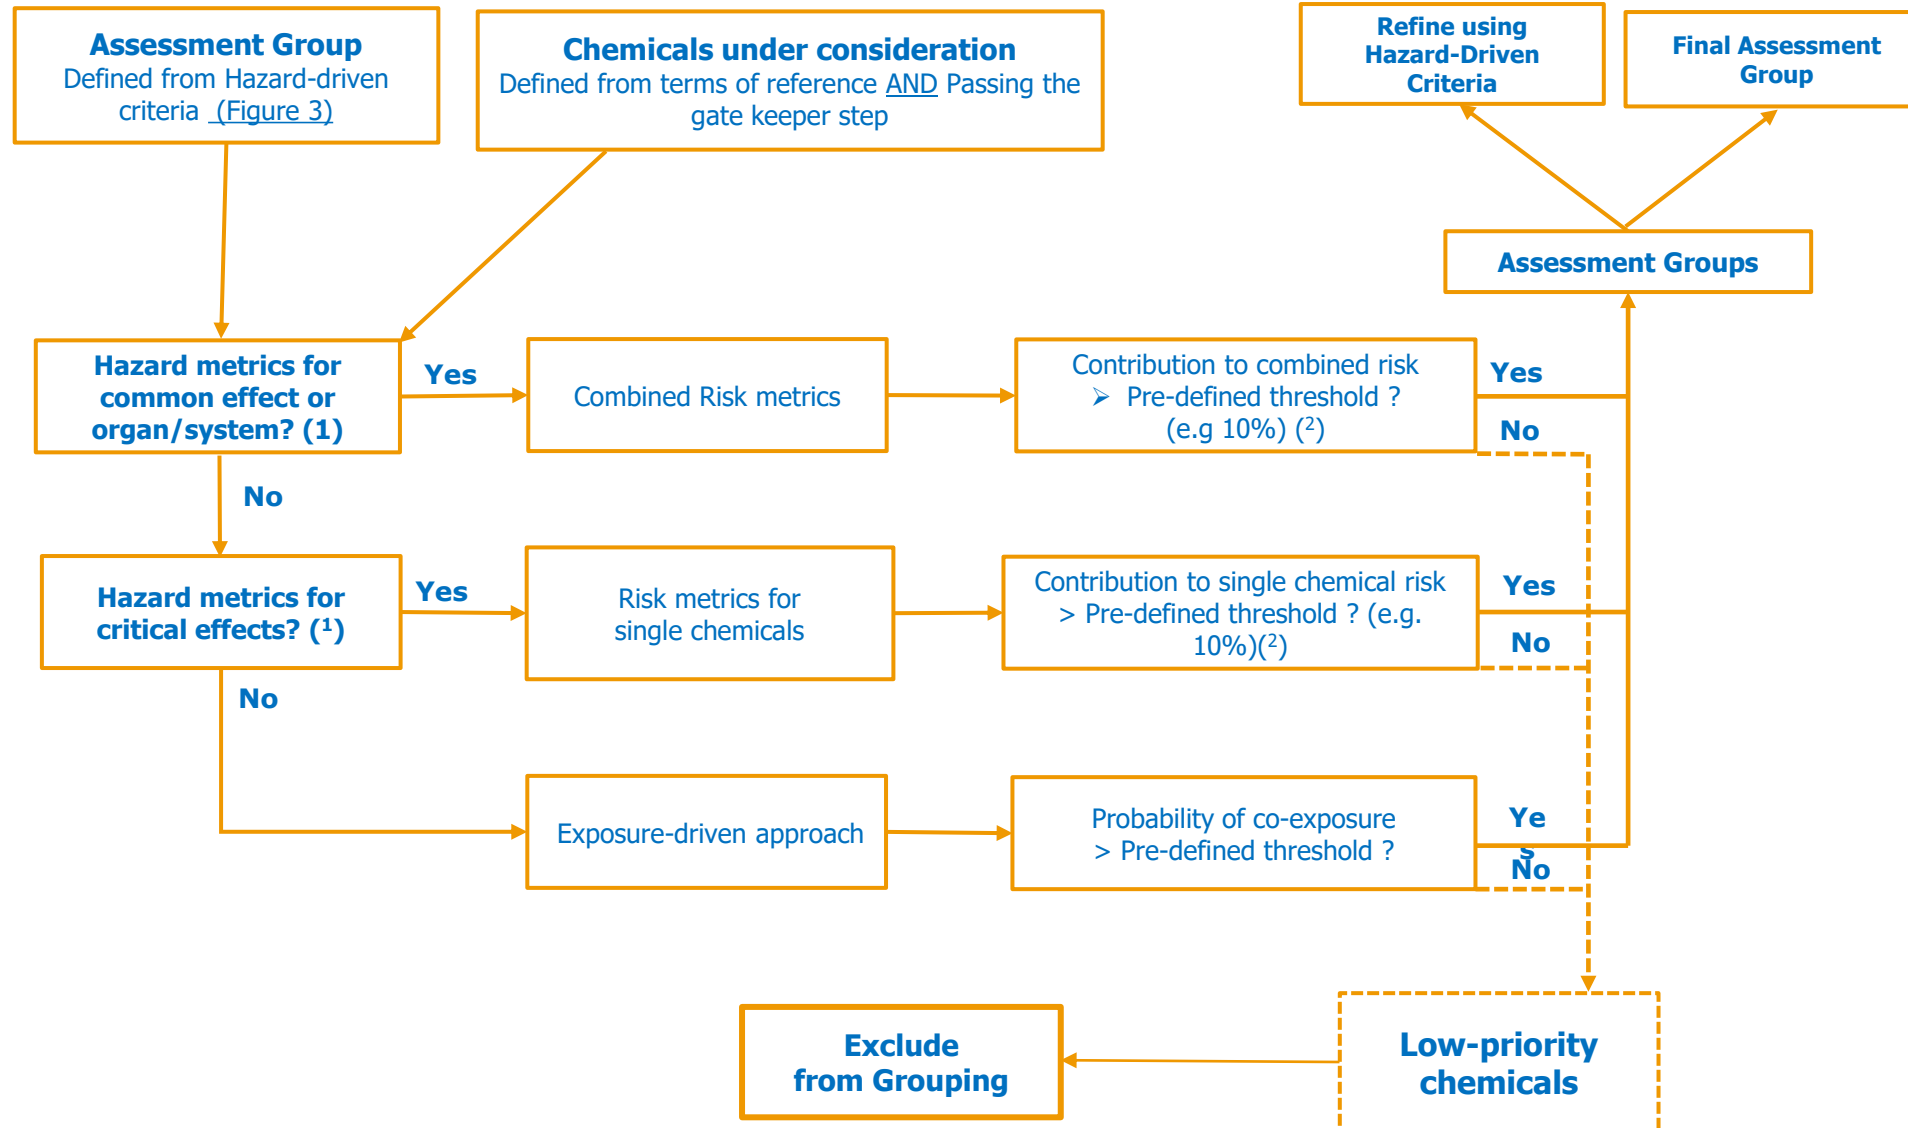 Assessment Group
Defined from Hazard-driven
criteria  (Figure 3)
Chemicals under consideration
Defined from terms of reference AND Passing the
gate keeper step
Refine using
Hazard-Driven
Criteria
Final Assessment
Group
Assessment Groups
Hazard metrics for
common effect or
organ/system? (1)
Yes
Combined Risk metrics
Contribution to combined risk
➢ Pre-defined threshold ?
(e.g 10%) (²)
Yes
No
No
Hazard metrics for
critical effects? (¹)
Yes
Risk metrics for
single chemicals
Contribution to single chemical risk
> Pre-defined threshold ? (e.g.
10%)(²)
Yes
No
No
Exposure-driven approach
Probability of co-exposure
> Pre-defined threshold ?
Ye
s
No
Exclude
from Grouping
Low-priority
chemicals